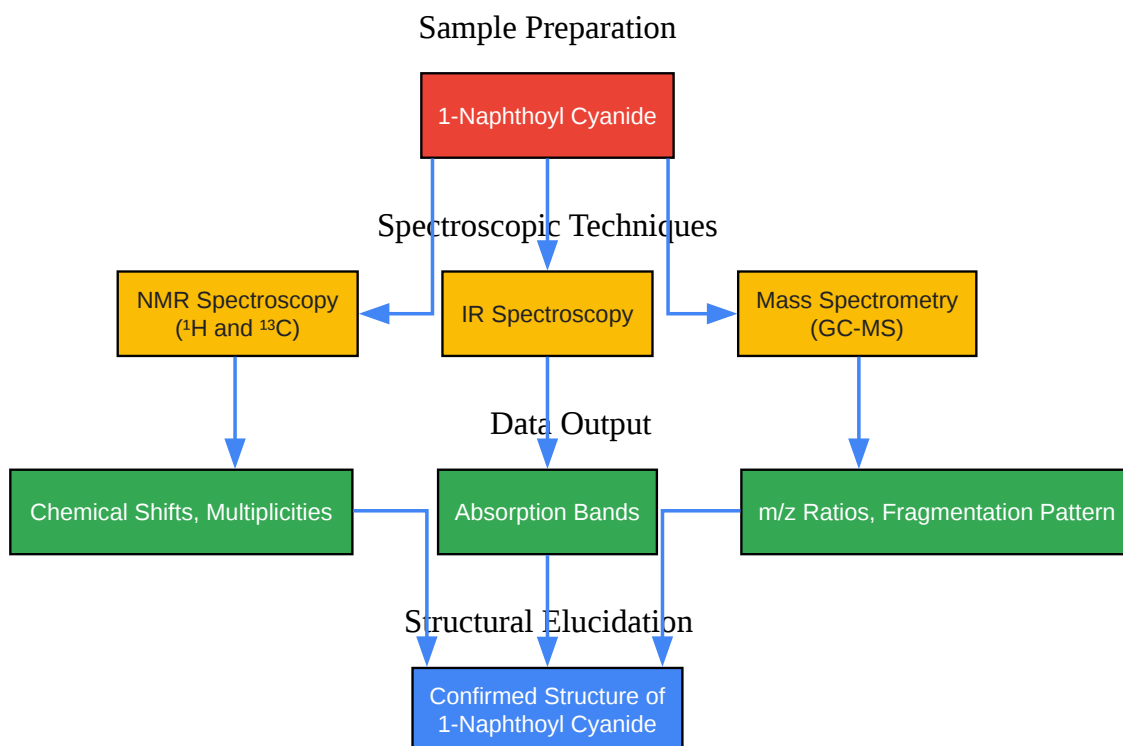 Sample Preparation
1-Naphthoyl Cyanide
Spectroscopic Techniques
NMR Spectroscopy
(¹H and ¹³C)
IR Spectroscopy
Mass Spectrometry
(GC-MS)
Data Output
Chemical Shifts, Multiplicities
Absorption Bands
m/z Ratios, Fragmentation Pattern
Structural Elucidation
Confirmed Structure of
1-Naphthoyl Cyanide